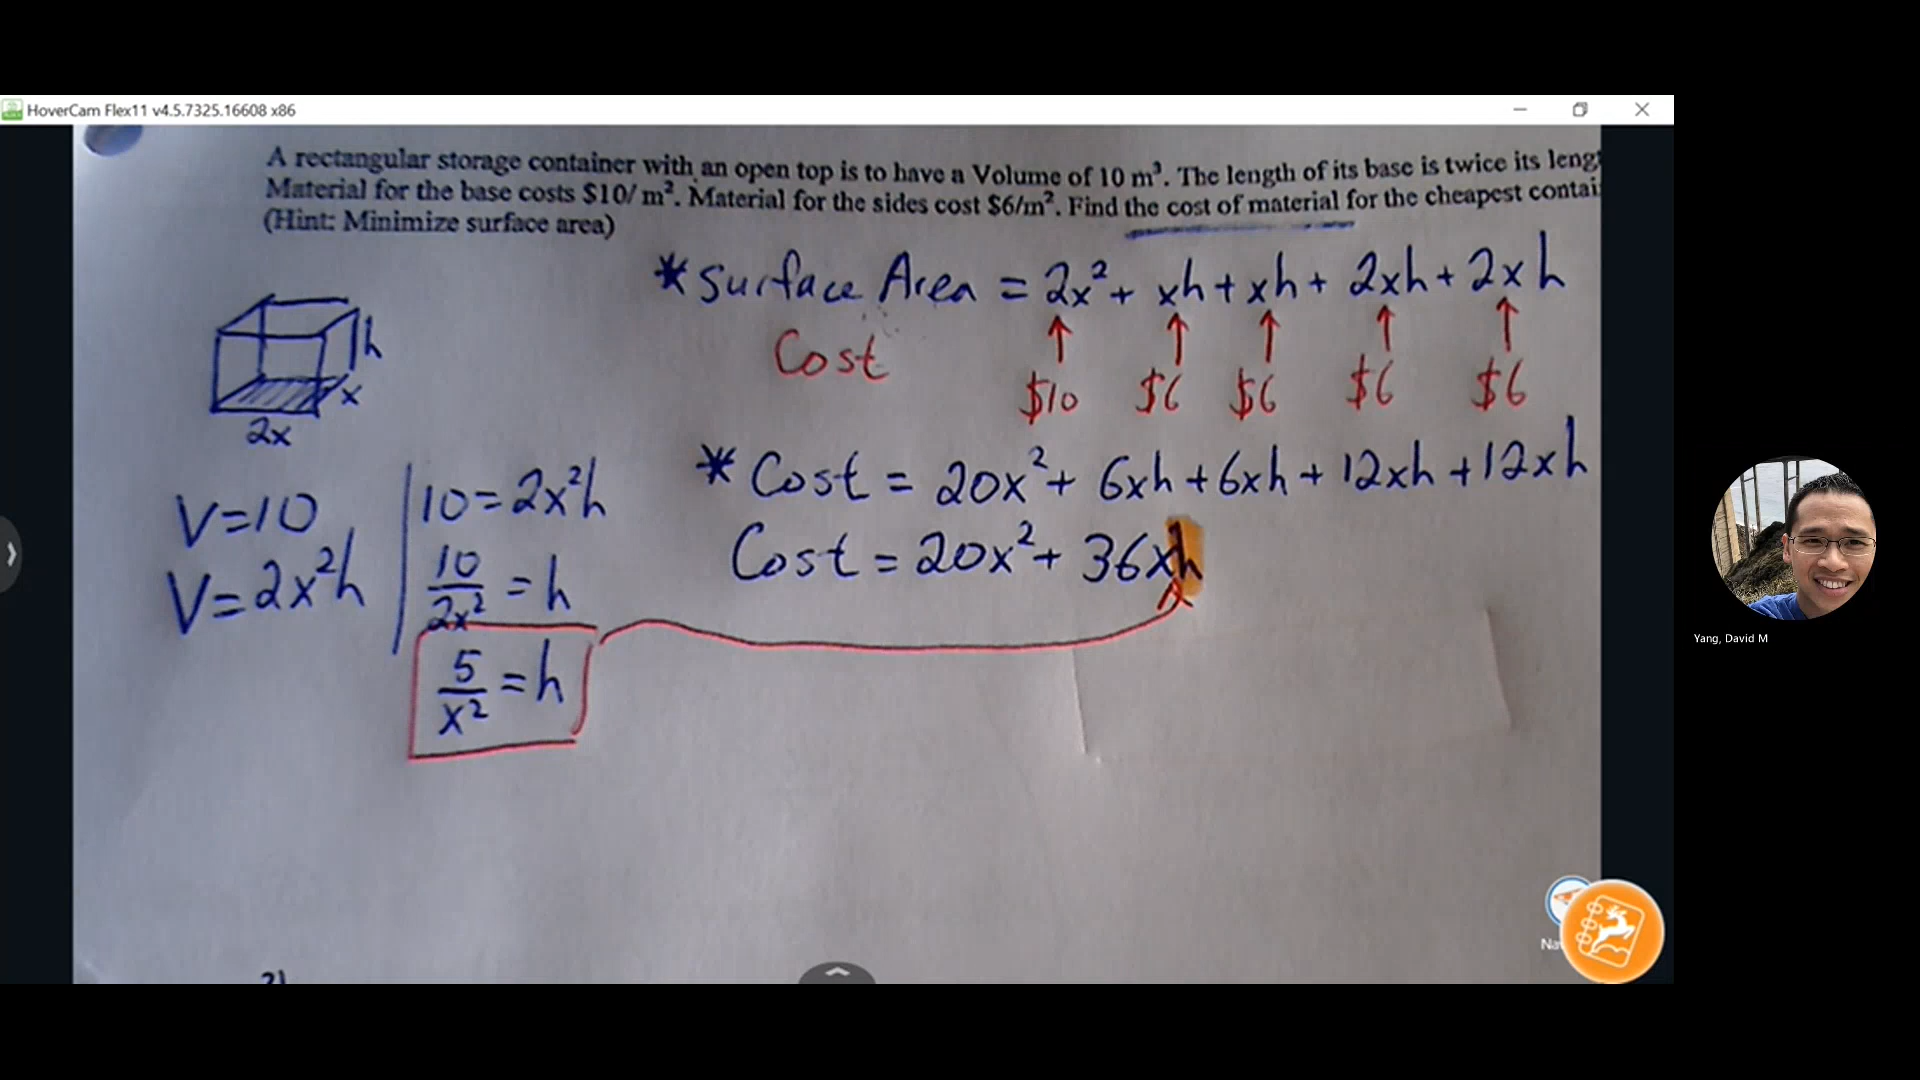 HoverCam Flex11 v4.5.7325.16608 x86
A rectangular storage container with an open top is to have a Volume of 10 m³. The length of its base is twice its
Material for the base costs $10/ m². Material for the sides cost $6/m². Find the cost of material for the cheapest
(Hint: Minimize surface area)
* Surface Area = 2x² + xh + xh + 2xh + 2xh
Cost
$10 $6 $6 $6 $6
h
x
2x
* Cost = 20x² + 6xh + 6xh + 12xh + 12xh
Cost = 20x² + 36xh
V=10
V=2x²h
10=2x²h
10/2x² = h
5/x² = h
Yang, David M